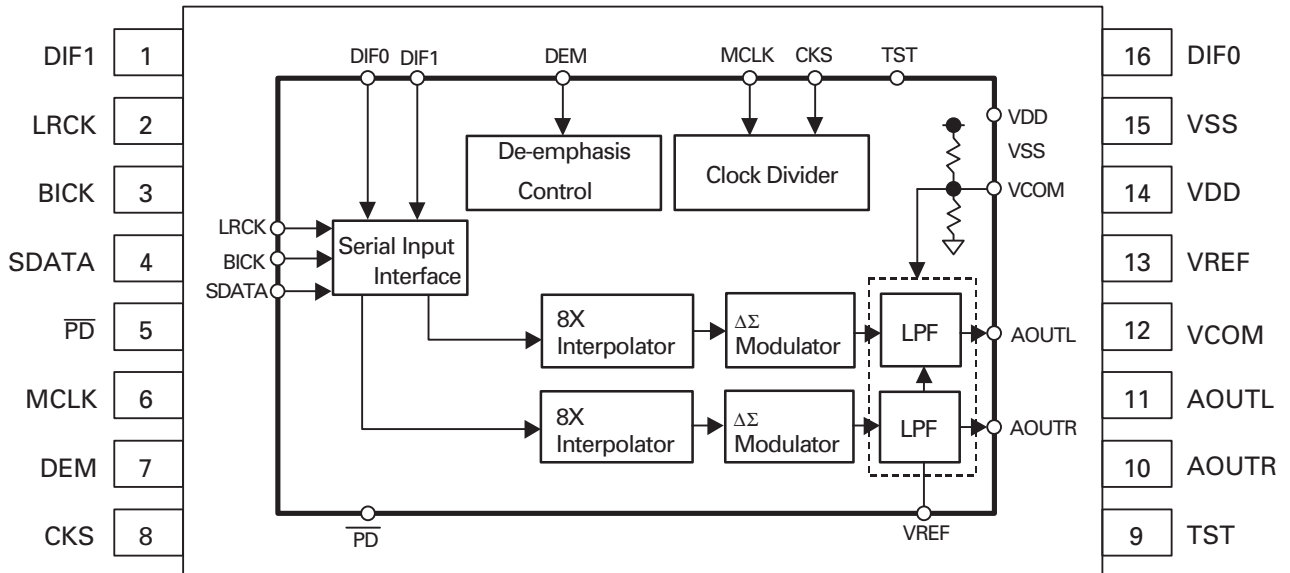 DIF1 1
LRCK 2
BICK 3
SDATA 4
PD 5
MCLK 6
DEM 7
CKS 8
DIF0 DIF1 DEM MCLK CKS TST
VDD
VSS
VCOM
De-emphasis
Control
Clock Divider
LRCK
BICK
SDATA
Serial Input
Interface
8X
Interpolator
ΔΣ
Modulator
LPF
AOUTL
8X
Interpolator
ΔΣ
Modulator
LPF
AOUTR
PD
VREF
16 DIF0
15 VSS
14 VDD
13 VREF
12 VCOM
11 AOUTL
10 AOUTR
9 TST